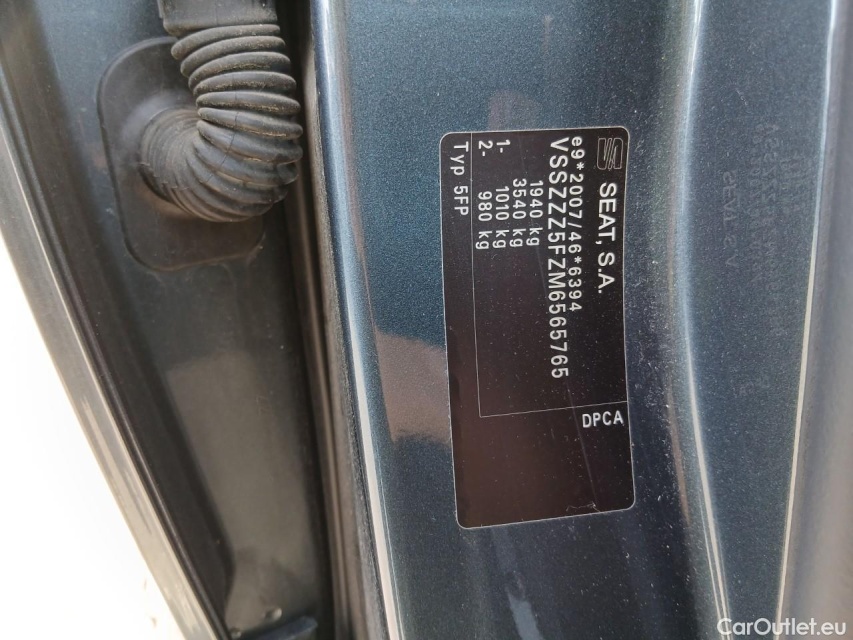 SEAT, S.A.
e9*2007/46*6394
VSSZZZ5FZM6565765
1940 kg
3540 kg
1- 1010 kg
2- 980 kg
Typ 5FP
DPCA
CarOutlet.eu